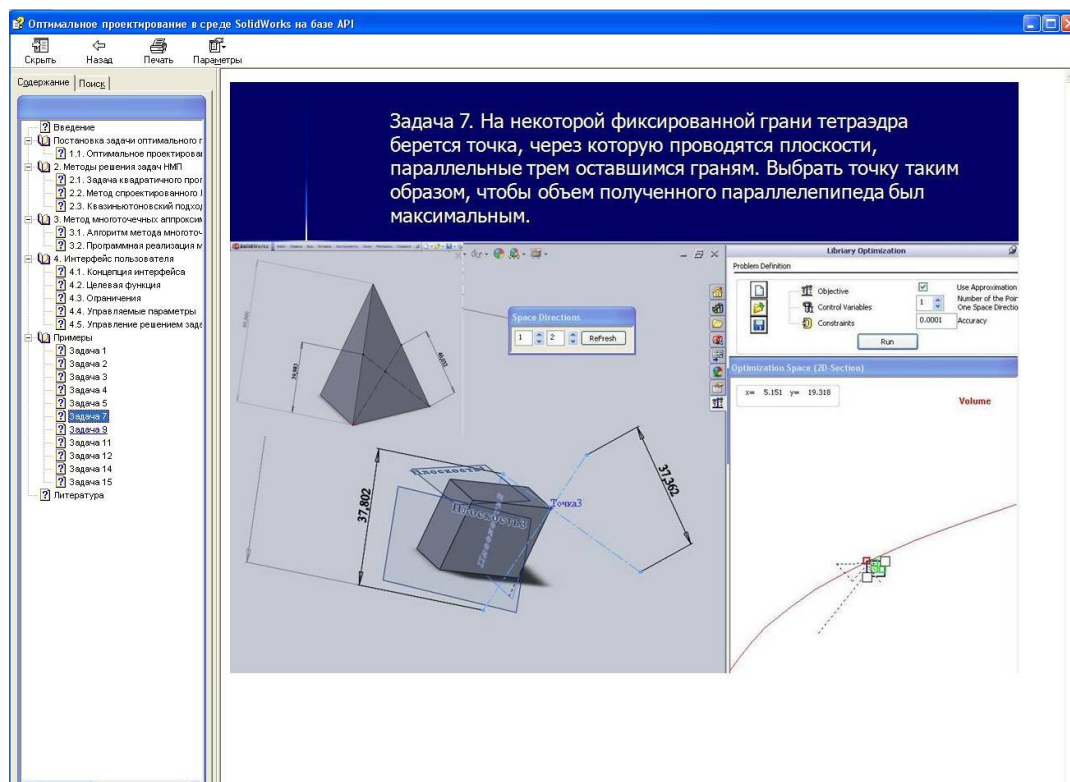 Оптимальное проектирование в среде SolidWorks на базе API
Скрыть Назад Печать Параметры
Содержание Поиск
Введение
Постановка задачи оптимального п
1.1. Оптимальное проектирова
2. Методы решения задач НМП
2.1. Задача квадратичного прог
2.2. Метод спроектированного
2.3. Квазиньютоновский подход
3. Метод многоточечных аппрокси
3.1. Алгоритм метода многоточ
3.2. Программная реализация м
4. Интерфейс пользователя
4.1. Концепция интерфейса
4.2. Целевая функция
4.3. Ограничения
4.4. Управляемые параметры
4.5. Управление решением зада
Примеры
Задача 1
Задача 2
Задача 3
Задача 4
Задача 5
Задача 7
Задача 9
Задача 11
Задача 12
Задача 14
Задача 15
Литература
Задача 7. На некоторой фиксированной грани тетраэдра
берется точка, через которую проводятся плоскости,
параллельные трем оставшимся граням. Выбрать точку таким
образом, чтобы объем полученного параллелепипеда был
максимальным.
Space Directions
1 2 Refresh
37,802
37,362
Плоскость
Плоскость3
Точка3
Libriary Optimization
Problem Definition
Objective
Control Variables
Constraints
Use Approximation
1 Number of the Poin
One Space Directio
0.0001 Accuracy
Run
Optimization Space (2D-Section)
x= 5.151 y= 19.318
Volume